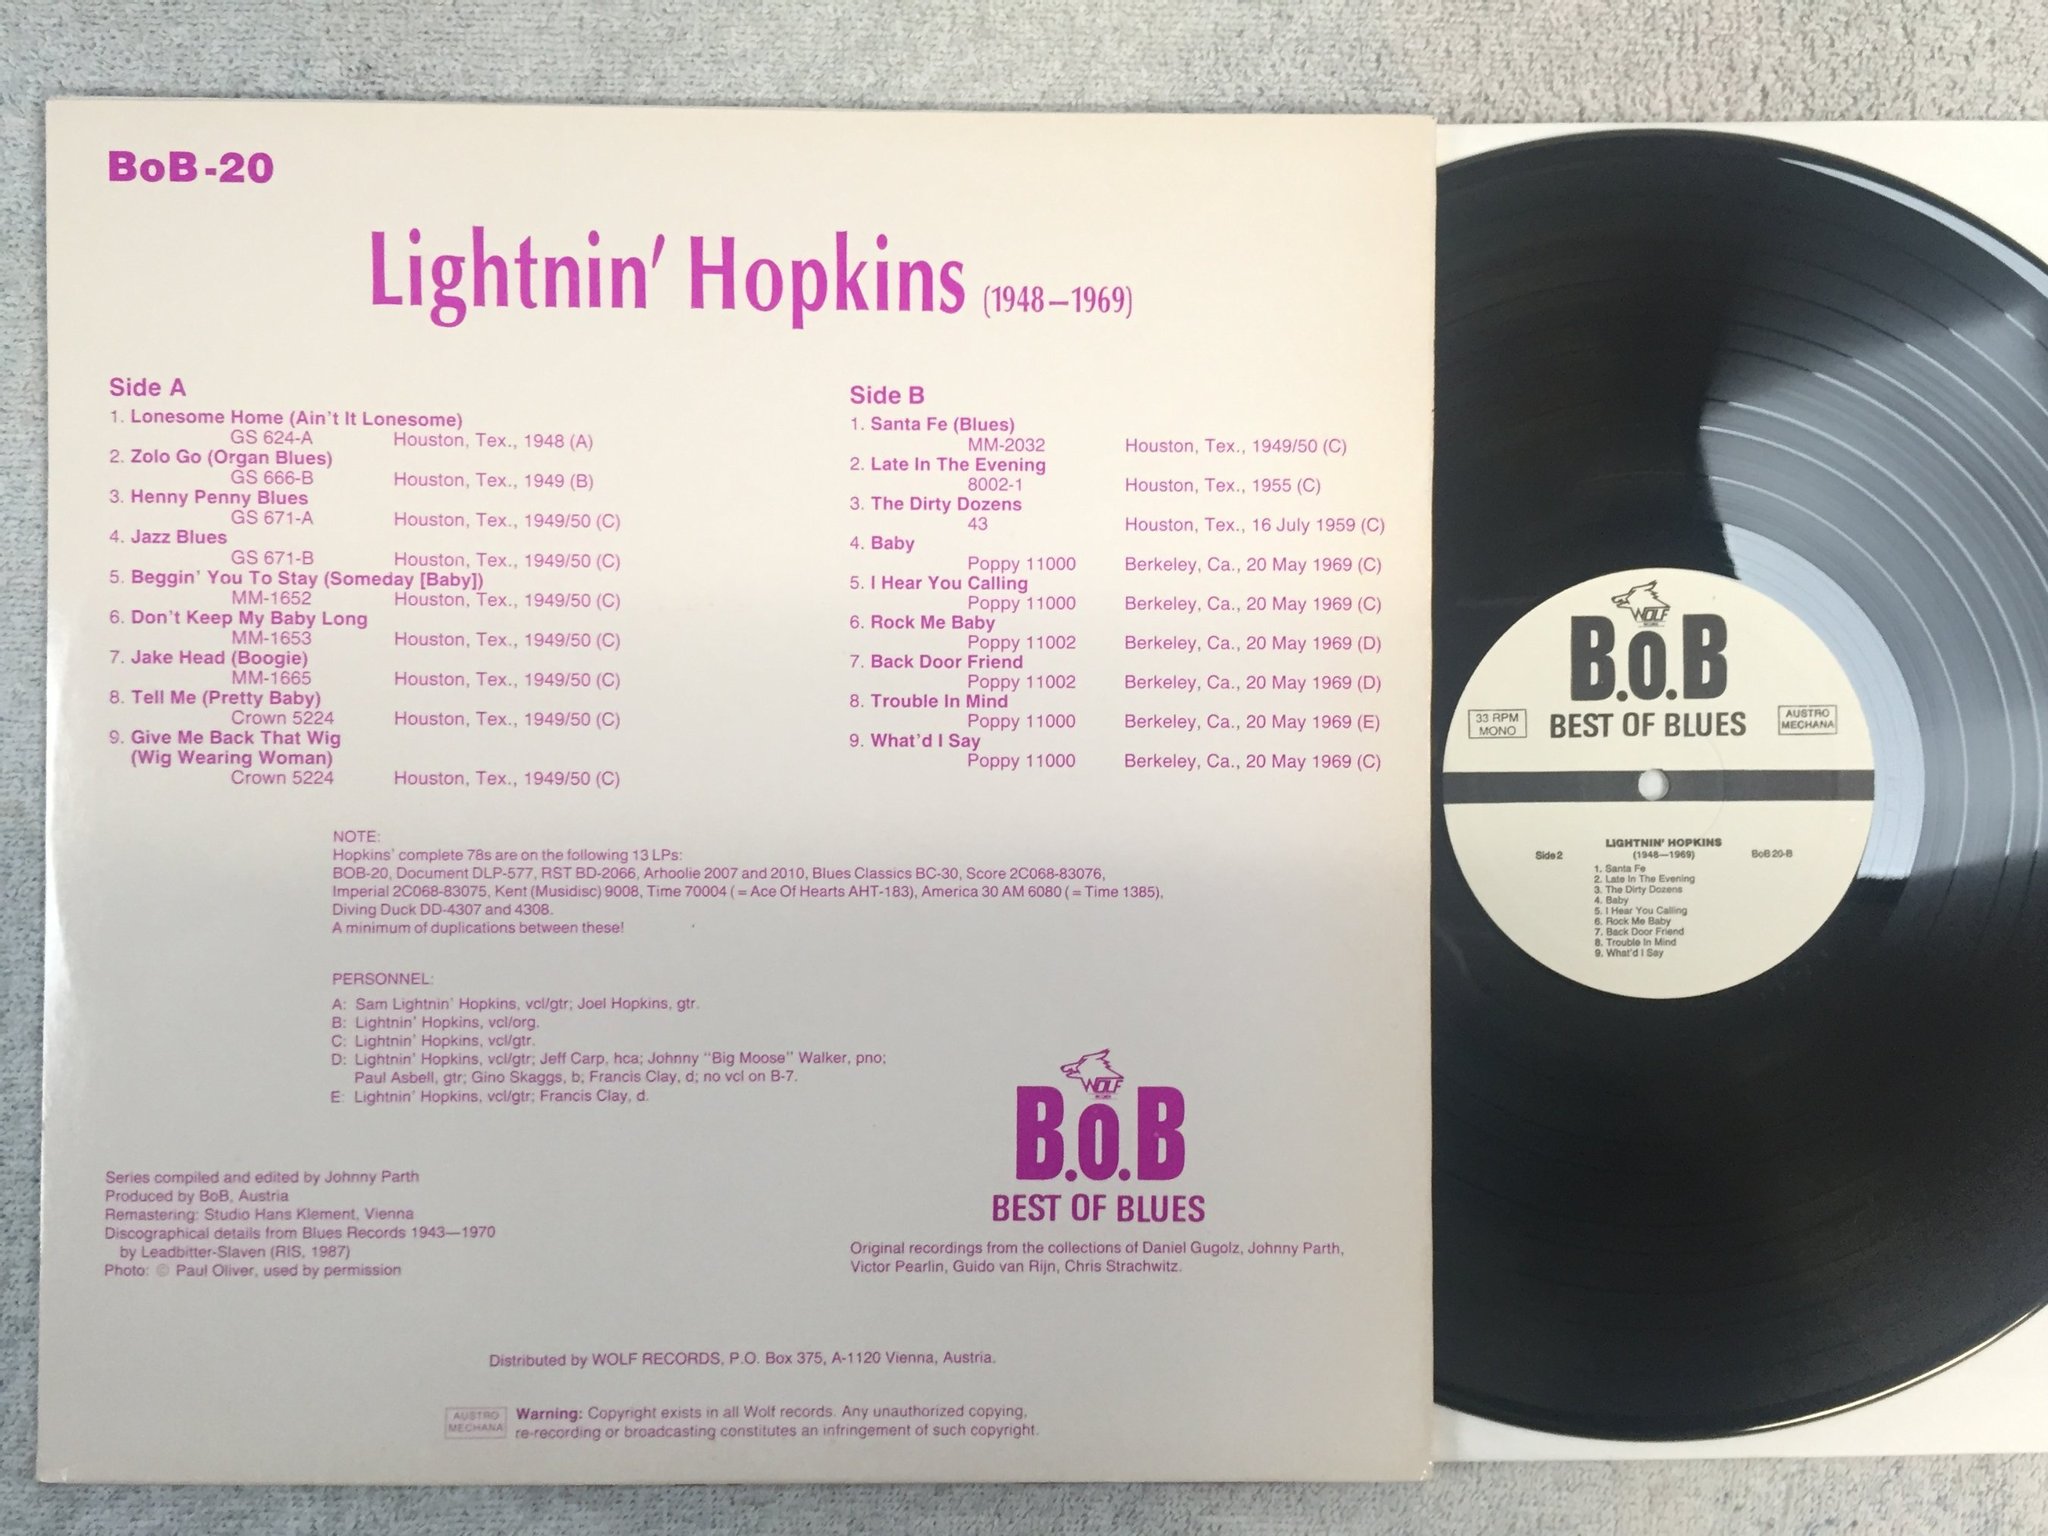 BoB-20
Lightnin' Hopkins (1948—1969)
Side A
1. Lonesome Home (Ain't It Lonesome)
GS 624-A Houston, Tex., 1948 (A)
2. Zolo Go (Organ Blues)
GS 666-B Houston, Tex., 1949 (B)
3. Henny Penny Blues
GS 671-A Houston, Tex., 1949/50 (C)
4. Jazz Blues
GS 671-B Houston, Tex., 1949/50 (C)
5. Beggin' You To Stay (Someday [Baby])
MM-1652 Houston, Tex., 1949/50 (C)
6. Don't Keep My Baby Long
MM-1653 Houston, Tex., 1949/50 (C)
7. Jake Head (Boogie)
MM-1665 Houston, Tex., 1949/50 (C)
8. Tell Me (Pretty Baby)
Crown 5224 Houston, Tex., 1949/50 (C)
9. Give Me Back That Wig
(Wig Wearing Woman)
Crown 5224 Houston, Tex., 1949/50 (C)
Side B
1. Santa Fe (Blues)
MM-2032 Houston, Tex., 1949/50 (C)
2. Late In The Evening
8002-1 Houston, Tex., 1955 (C)
3. The Dirty Dozens
43 Houston, Tex., 16 July 1959 (C)
4. Baby
Poppy 11000 Berkeley, Ca., 20 May 1969 (C)
5. I Hear You Calling
Poppy 11000 Berkeley, Ca., 20 May 1969 (C)
6. Rock Me Baby
Poppy 11002 Berkeley, Ca., 20 May 1969 (D)
7. Back Door Friend
Poppy 11002 Berkeley, Ca., 20 May 1969 (D)
8. Trouble In Mind
Poppy 11000 Berkeley, Ca., 20 May 1969 (E)
9. What'd I Say
Poppy 11000 Berkeley, Ca., 20 May 1969 (C)
NOTE:
Hopkins' complete 78s are on the following 13 LPs:
BOB-20, Document DLP-577, RST BD-2066, Arhoolie 2007 and 2010, Blues Classics BC-30, Score 2C068-83076,
Imperial 2C068-83075, Kent (Musidisc) 9008, Time 70004 (= Ace Of Hearts AHT-183), America 30 AM 6080 (= Time 1385),
Diving Duck DD-4307 and 4308.
A minimum of duplications between these!
PERSONNEL:
A: Sam Lightnin' Hopkins, vcl/gtr; Joel Hopkins, gtr.
B: Lightnin' Hopkins, vcl/org.
C: Lightnin' Hopkins, vcl/gtr.
D: Lightnin' Hopkins, vcl/gtr; Jeff Carp, hca; Johnny "Big Moose" Walker, pno;
Paul Asbell, gtr; Gino Skaggs, b; Francis Clay, d; no vcl on B-7.
E: Lightnin' Hopkins, vcl/gtr; Francis Clay, d.
Series compiled and edited by Johnny Parth
Produced by BoB, Austria
Remastering: Studio Hans Klement, Vienna
Discographical details from Blues Records 1943—1970
by Leadbitter-Slaven (RIS, 1987)
Photo: © Paul Oliver, used by permission
WOLF
RECORDS
B.o.B
BEST OF BLUES
Original recordings from the collections of Daniel Gugolz, Johnny Parth,
Victor Pearlin, Guido van Rijn, Chris Strachwitz.
Distributed by WOLF RECORDS, P.O. Box 375, A-1120 Vienna, Austria.
AUSTRO
MECHANA
Warning: Copyright exists in all Wolf records. Any unauthorized copying,
re-recording or broadcasting constitutes an infringement of such copyright.
WOLF
RECORDS
B.o.B
BEST OF BLUES
33 RPM
MONO
AUSTRO
MECHANA
LIGHTNIN' HOPKINS
Side 2 (1948—1969) BoB 20-B
1. Santa Fe
2. Late In The Evening
3. The Dirty Dozens
4. Baby
5. I Hear You Calling
6. Rock Me Baby
7. Back Door Friend
8. Trouble In Mind
9. What'd I Say